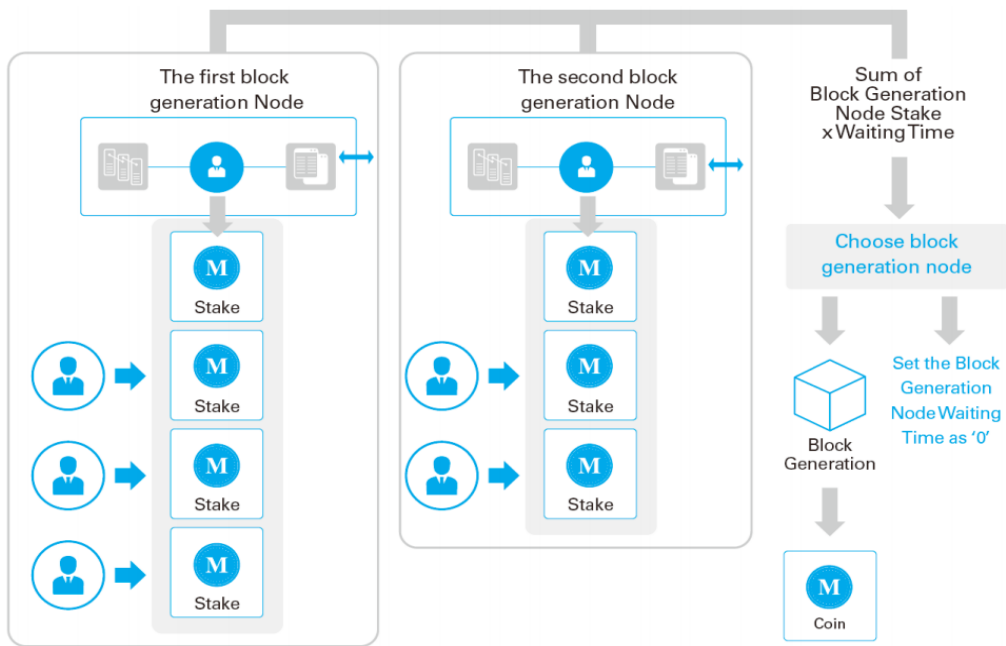 The first block
generation Node
M
Stake
M
Stake
M
Stake
M
Stake
The second block
generation Node
M
Stake
M
Stake
M
Stake
Sum of
Block Generation
Node Stake
x Waiting Time
Choose block
generation node
Block
Generation
Set the Block
Generation
Node Waiting
Time as ‘0’
M
Coin